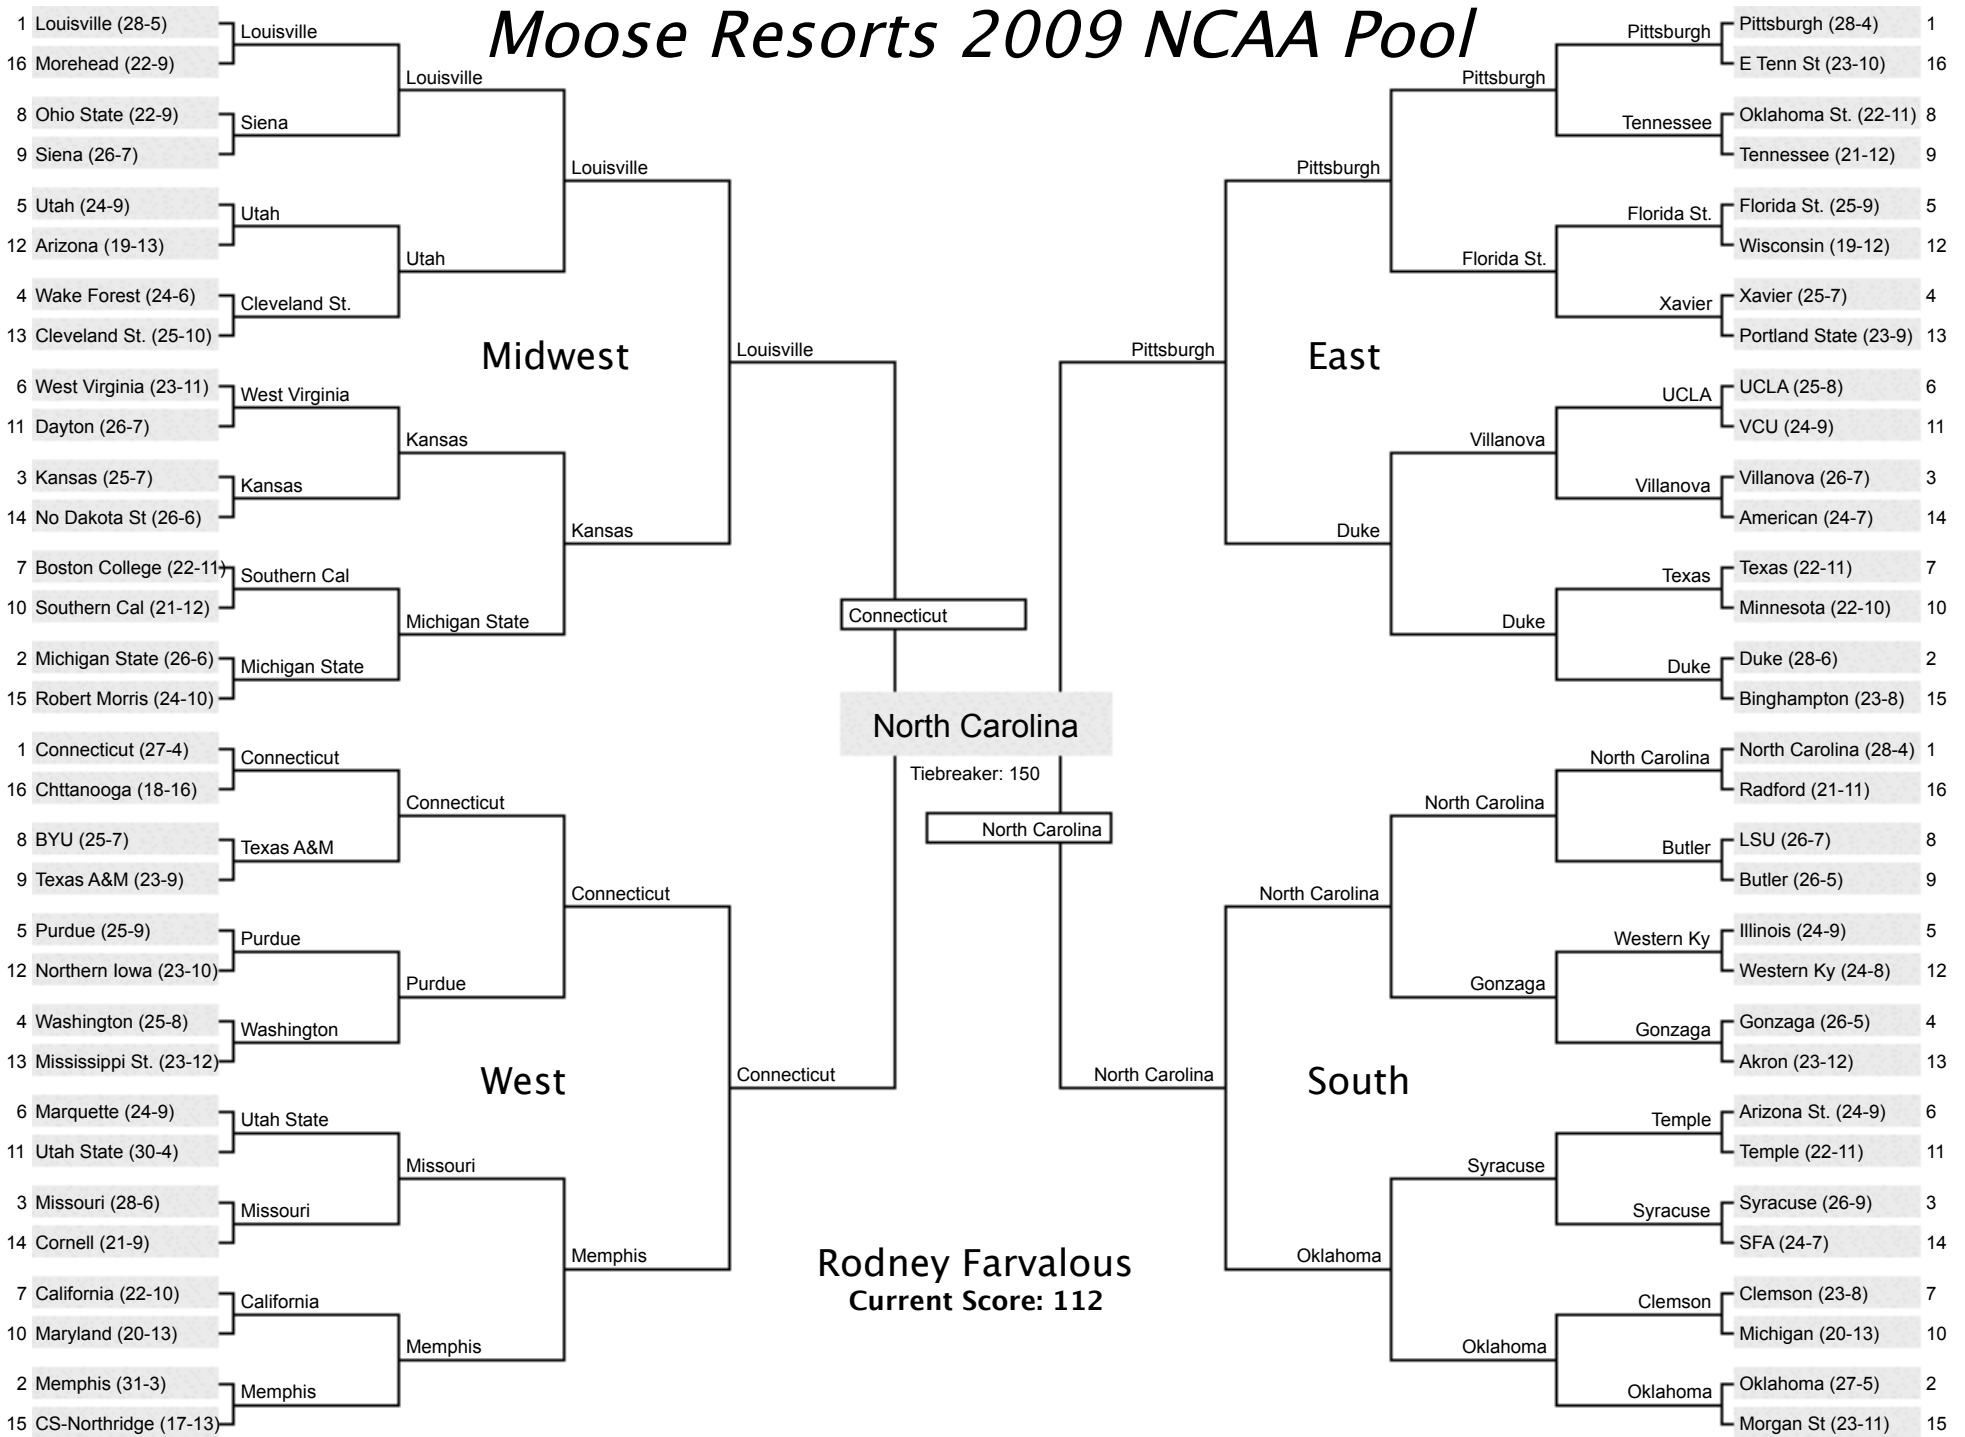 Moose Resorts 2009 NCAA Pool
1 Louisville (28-5)
16 Morehead (22-9)
8 Ohio State (22-9)
9 Siena (26-7)
5 Utah (24-9)
12 Arizona (19-13)
4 Wake Forest (24-6)
13 Cleveland St. (25-10)
6 West Virginia (23-11)
11 Dayton (26-7)
3 Kansas (25-7)
14 No Dakota St (26-6)
7 Boston College (22-11)
10 Southern Cal (21-12)
2 Michigan State (26-6)
15 Robert Morris (24-10)
Louisville
Siena
Utah
Cleveland St.
West Virginia
Kansas
Southern Cal
Michigan State
Louisville
Utah
Kansas
Michigan State
Louisville
Kansas
Louisville
Midwest
1 Connecticut (27-4)
16 Chttanooga (18-16)
8 BYU (25-7)
9 Texas A&M (23-9)
5 Purdue (25-9)
12 Northern Iowa (23-10)
4 Washington (25-8)
13 Mississippi St. (23-12)
6 Marquette (24-9)
11 Utah State (30-4)
3 Missouri (28-6)
14 Cornell (21-9)
7 California (22-10)
10 Maryland (20-13)
2 Memphis (31-3)
15 CS-Northridge (17-13)
Connecticut
Texas A&M
Purdue
Washington
Utah State
Missouri
California
Memphis
Connecticut
Purdue
Missouri
Memphis
Connecticut
Memphis
Connecticut
West
Connecticut
North Carolina
Tiebreaker: 150
North Carolina
Rodney Farvalous
Current Score: 112
Pittsburgh
East
Pittsburgh
Duke
Pittsburgh
Florida St.
Villanova
Duke
Pittsburgh
Tennessee
Florida St.
Xavier
UCLA
Villanova
Texas
Duke
Pittsburgh (28-4) 1
E Tenn St (23-10) 16
Oklahoma St. (22-11) 8
Tennessee (21-12) 9
Florida St. (25-9) 5
Wisconsin (19-12) 12
Xavier (25-7) 4
Portland State (23-9) 13
UCLA (25-8) 6
VCU (24-9) 11
Villanova (26-7) 3
American (24-7) 14
Texas (22-11) 7
Minnesota (22-10) 10
Duke (28-6) 2
Binghampton (23-8) 15
North Carolina
South
North Carolina
Oklahoma
North Carolina
Gonzaga
Syracuse
Oklahoma
North Carolina
Butler
Western Ky
Gonzaga
Temple
Syracuse
Clemson
Oklahoma
North Carolina (28-4) 1
Radford (21-11) 16
LSU (26-7) 8
Butler (26-5) 9
Illinois (24-9) 5
Western Ky (24-8) 12
Gonzaga (26-5) 4
Akron (23-12) 13
Arizona St. (24-9) 6
Temple (22-11) 11
Syracuse (26-9) 3
SFA (24-7) 14
Clemson (23-8) 7
Michigan (20-13) 10
Oklahoma (27-5) 2
Morgan St (23-11) 15